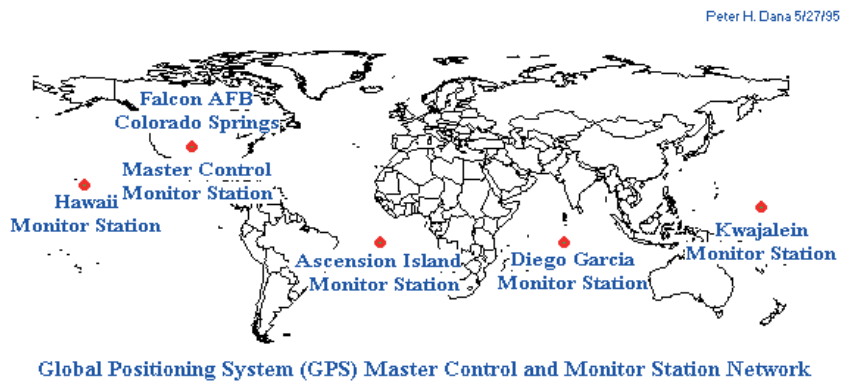 Peter H. Dana 5/27/95
Falcon AFB
Colorado Springs
Master Control
Monitor Station
Hawaii
Monitor Station
Ascension Island
Monitor Station
Diego Garcia
Monitor Station
Kwajalein
Monitor Station
Global Positioning System (GPS) Master Control and Monitor Station Network